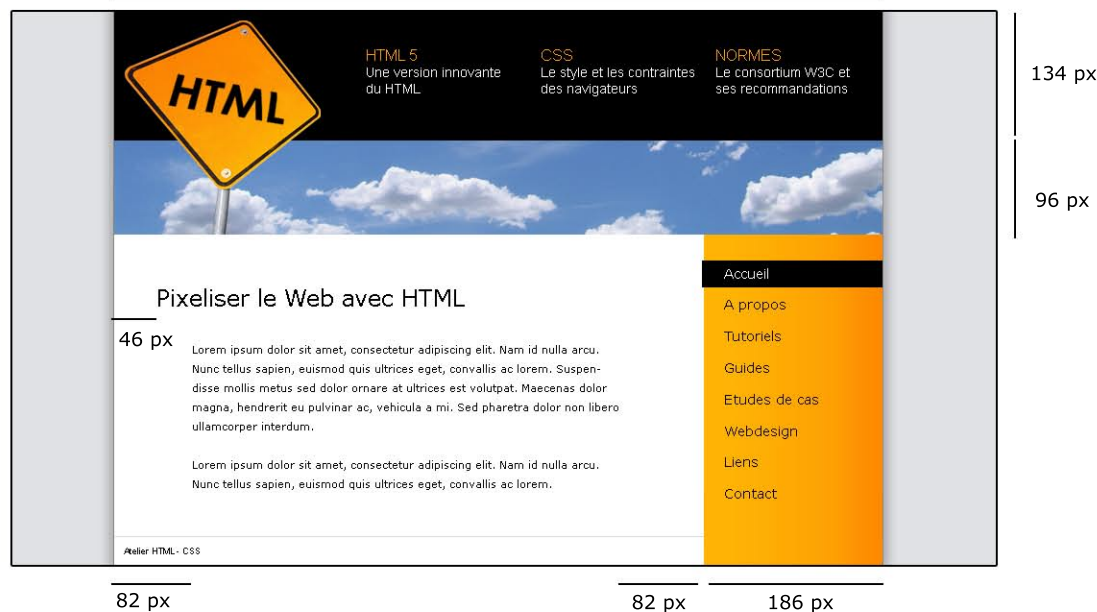 HTML
HTML 5
Une version innovante
du HTML
CSS
Le style et les contraintes
des navigateurs
NORMES
Le consortium W3C et
ses recommandations
134 px
96 px
Pixeliser le Web avec HTML
46 px
Lorem ipsum dolor sit amet, consectetur adipiscing elit. Nam id nulla arcu.
Nunc tellus sapien, euismod quis ultrices eget, convallis ac lorem. Suspen-
disse mollis metus sed dolor ornare at ultrices est volutpat. Maecenas dolor
magna, hendrerit eu pulvinar ac, vehicula a mi. Sed pharetra dolor non libero
ullamcorper interdum.
Lorem ipsum dolor sit amet, consectetur adipiscing elit. Nam id nulla arcu.
Nunc tellus sapien, euismod quis ultrices eget, convallis ac lorem.
Accueil
A propos
Tutoriels
Guides
Etudes de cas
Webdesign
Liens
Contact
Atelier HTML - CSS
82 px
82 px
186 px